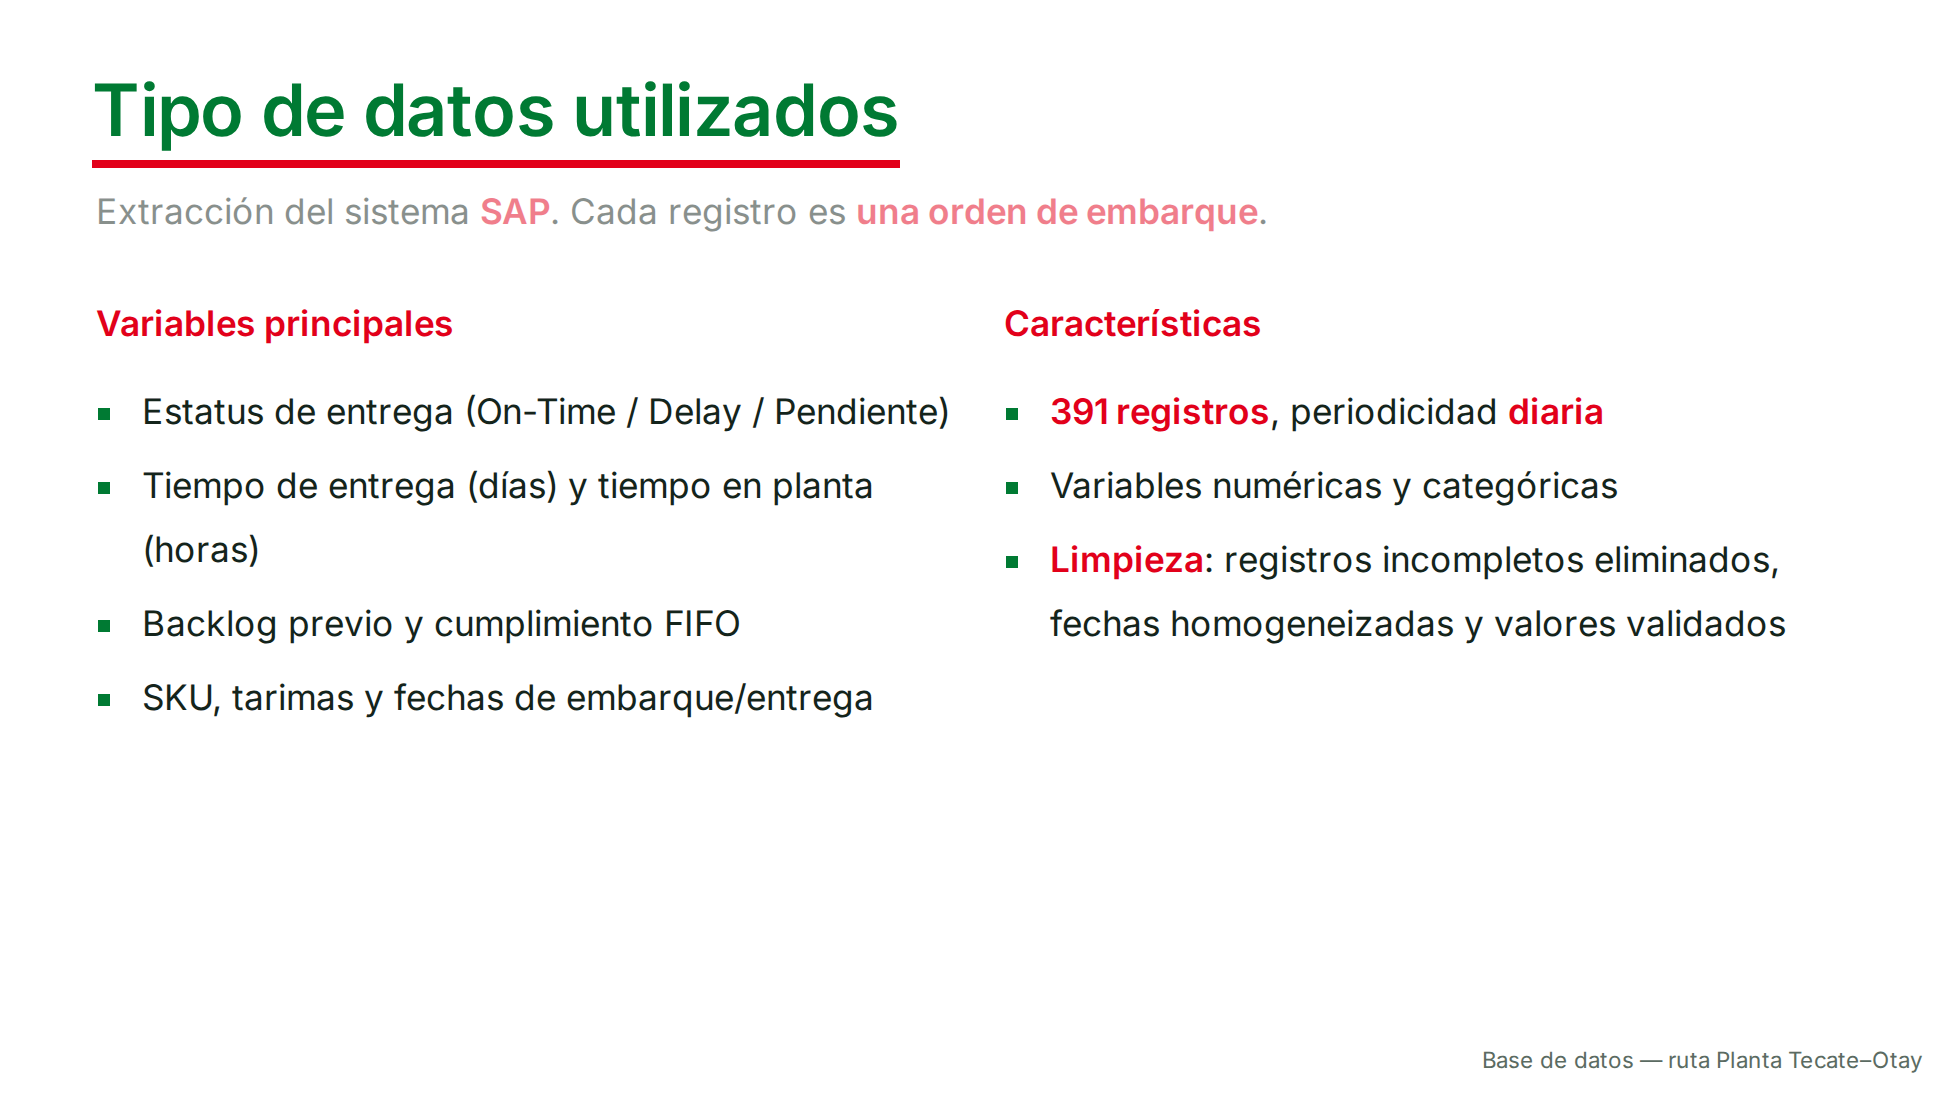 Tipo de datos utilizados
Extracción del sistema SAP. Cada registro es una orden de embarque.
Variables principales
Estatus de entrega (On-Time / Delay / Pendiente)
Tiempo de entrega (días) y tiempo en planta
(horas)
Backlog previo y cumplimiento FIFO
SKU, tarimas y fechas de embarque/entrega
Características
391 registros, periodicidad diaria
Variables numéricas y categóricas
Limpieza: registros incompletos eliminados,
fechas homogeneizadas y valores validados
Base de datos — ruta Planta Tecate–Otay